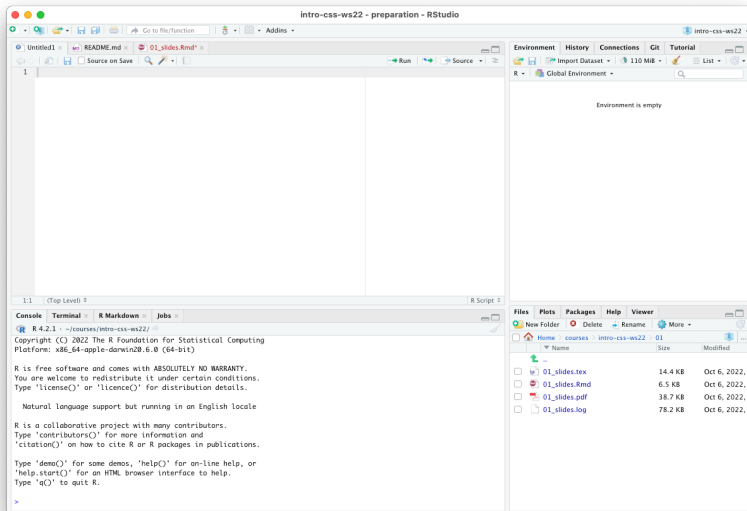 intro-css-ws22 - preparation - RStudio
Go to file/function
Addins
intro-css-ws22
Untitled1
README.md
01_slides.Rmd*
Source on Save
Run
Source
1
1:1
(Top Level)
R Script
Console
Terminal
R Markdown
Jobs
R 4.2.1 · ~/courses/intro-css-ws22/
Copyright (C) 2022 The R Foundation for Statistical Computing
Platform: x86_64-apple-darwin20.6.0 (64-bit)
R is free software and comes with ABSOLUTELY NO WARRANTY.
You are welcome to redistribute it under certain conditions.
Type 'license()' or 'licence()' for distribution details.
Natural language support but running in an English locale
R is a collaborative project with many contributors.
Type 'contributors()' for more information and
'citation()' on how to cite R or R packages in publications.
Type 'demo()' for some demos, 'help()' for on-line help, or
'help.start()' for an HTML browser interface to help.
Type 'q()' to quit R.
>
Environment
History
Connections
Git
Tutorial
Import Dataset
110 MiB
List
R
Global Environment
Environment is empty
Files
Plots
Packages
Help
Viewer
New Folder
Delete
Rename
More
Home
courses
intro-css-ws22
01
...
Name
Size
Modified
..
01_slides.tex 14.4 KB Oct 6, 2022,
01_slides.Rmd 6.5 KB Oct 6, 2022,
01_slides.pdf 38.7 KB Oct 6, 2022,
01_slides.log 78.2 KB Oct 6, 2022,